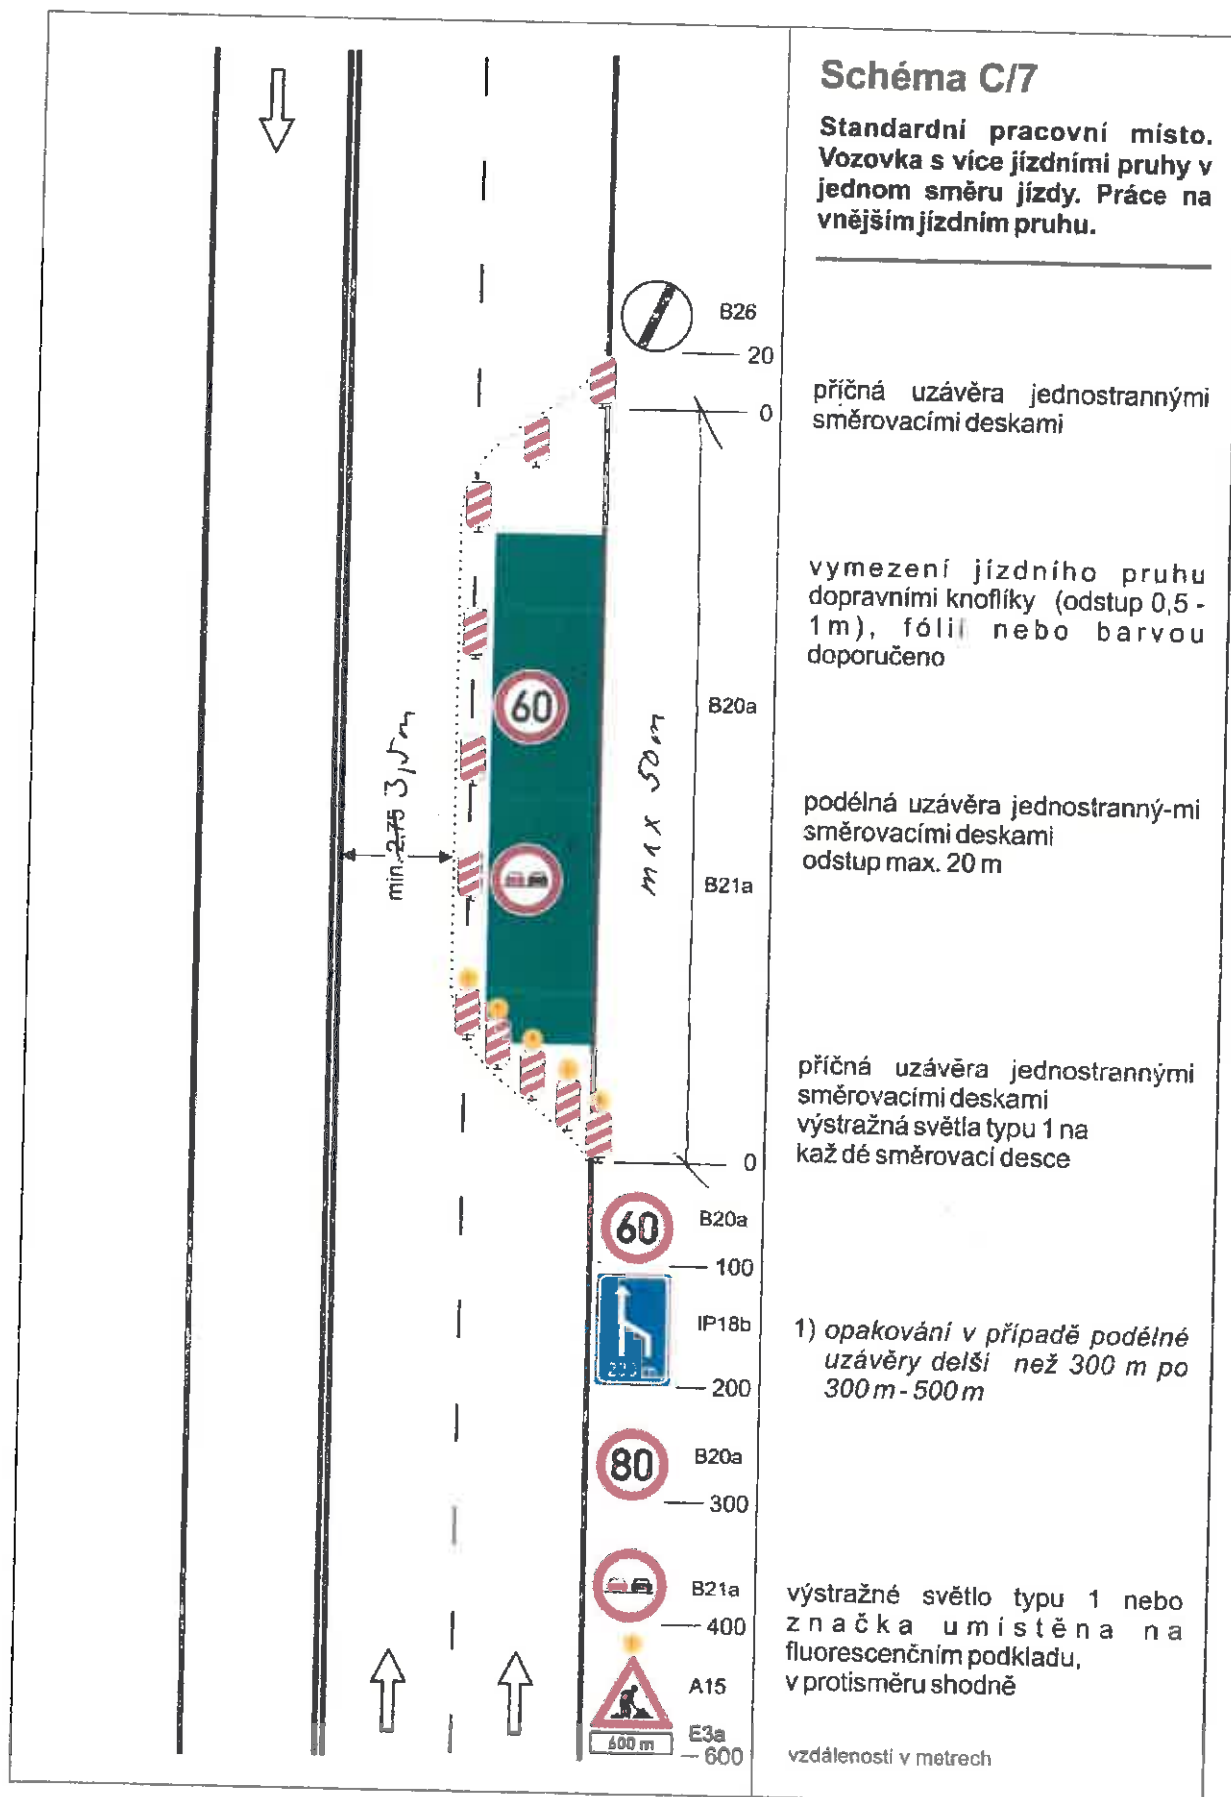 Schéma C/7
Standardní pracovní místo.
Vozovka s více jízdními pruhy v
jednom směru jízdy. Práce na
vnějším jízdním pruhu.
B26
20
0
příčná uzávěra jednostrannými
směrovacími deskami
vymezení jízdního pruhu
dopravními knoflíky (odstup 0,5 -
1m), fólií nebo barvou
doporučeno
60
B20a
min. 2.75 3,5m
max 50m
podélná uzávěra jednostranný-mi
směrovacími deskami
odstup max. 20 m
B21a
příčná uzávěra jednostrannými
směrovacími deskami
výstražná světla typu 1 na
kaž dé směrovací desce
0
60
B20a
100
IP18b
200
200
1) opakování v případě podélné
uzávěry delší než 300 m po
300 m - 500 m
80
B20a
300
B21a
400
výstražné světlo typu 1 nebo
značka umístěna na
fluorescenčním podkladu,
v protisměru shodně
A15
E3a
600 m
600
vzdálenosti v metrech